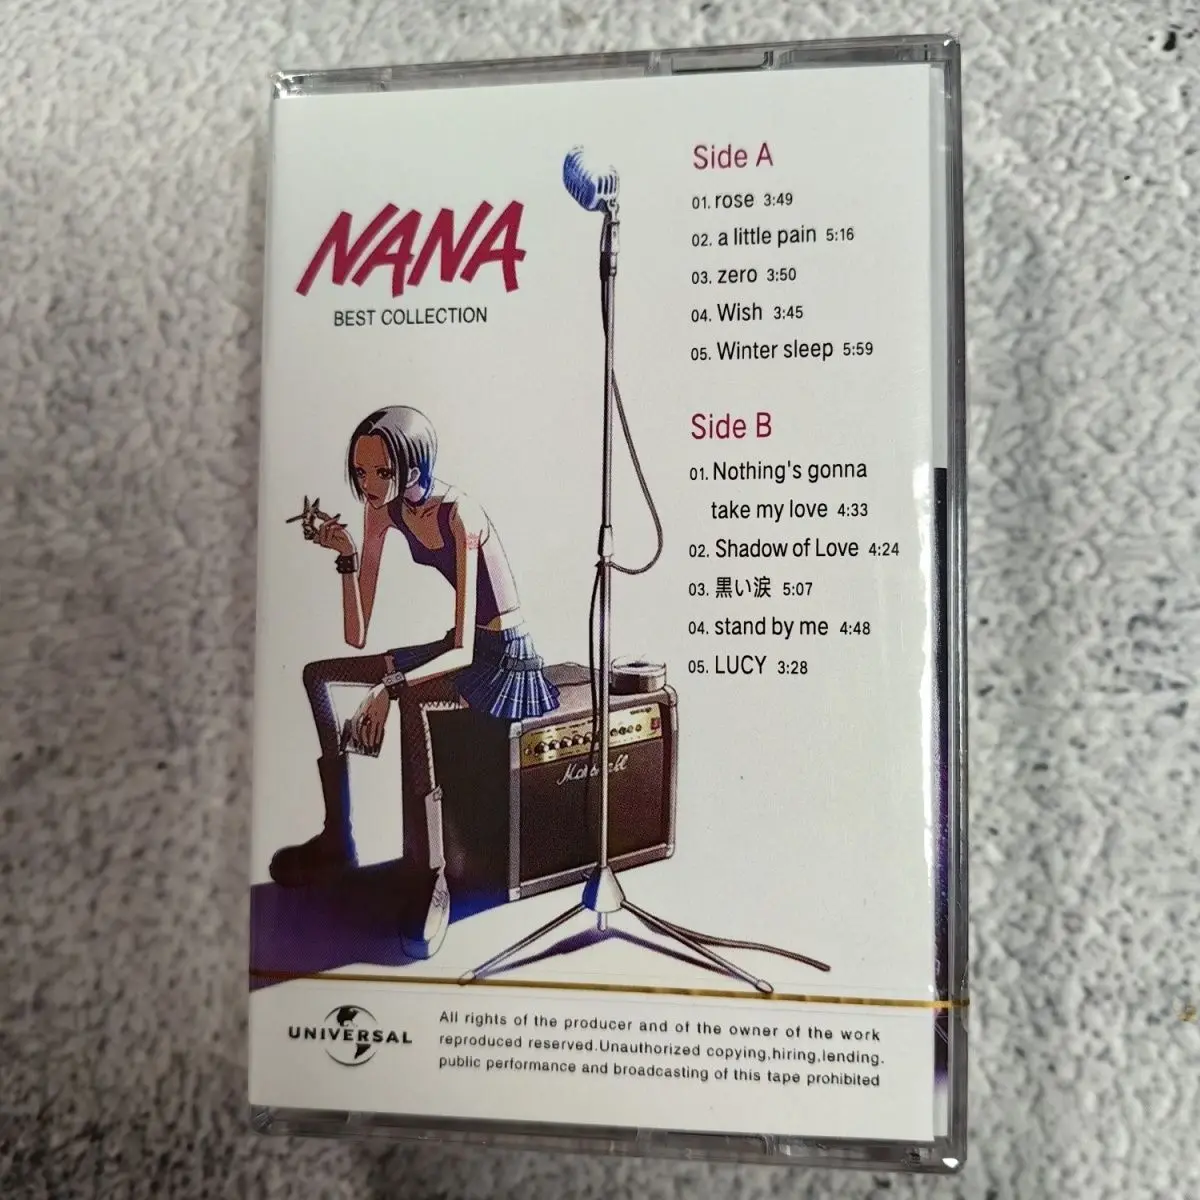 NANA
BEST COLLECTION
Side A
01. rose 3:49
02. a little pain 5:16
03. zero 3:50
04. Wish 3:45
05. Winter sleep 5:59
Side B
01. Nothing's gonna
take my love 4:33
02. Shadow of Love 4:24
03. 黒い涙 5:07
04. stand by me 4:48
05. LUCY 3:28
Marshall
UNIVERSAL
All rights of the producer and of the owner of the work
reproduced reserved.Unauthorized copying,hiring,lending.
public performance and broadcasting of this tape prohibited